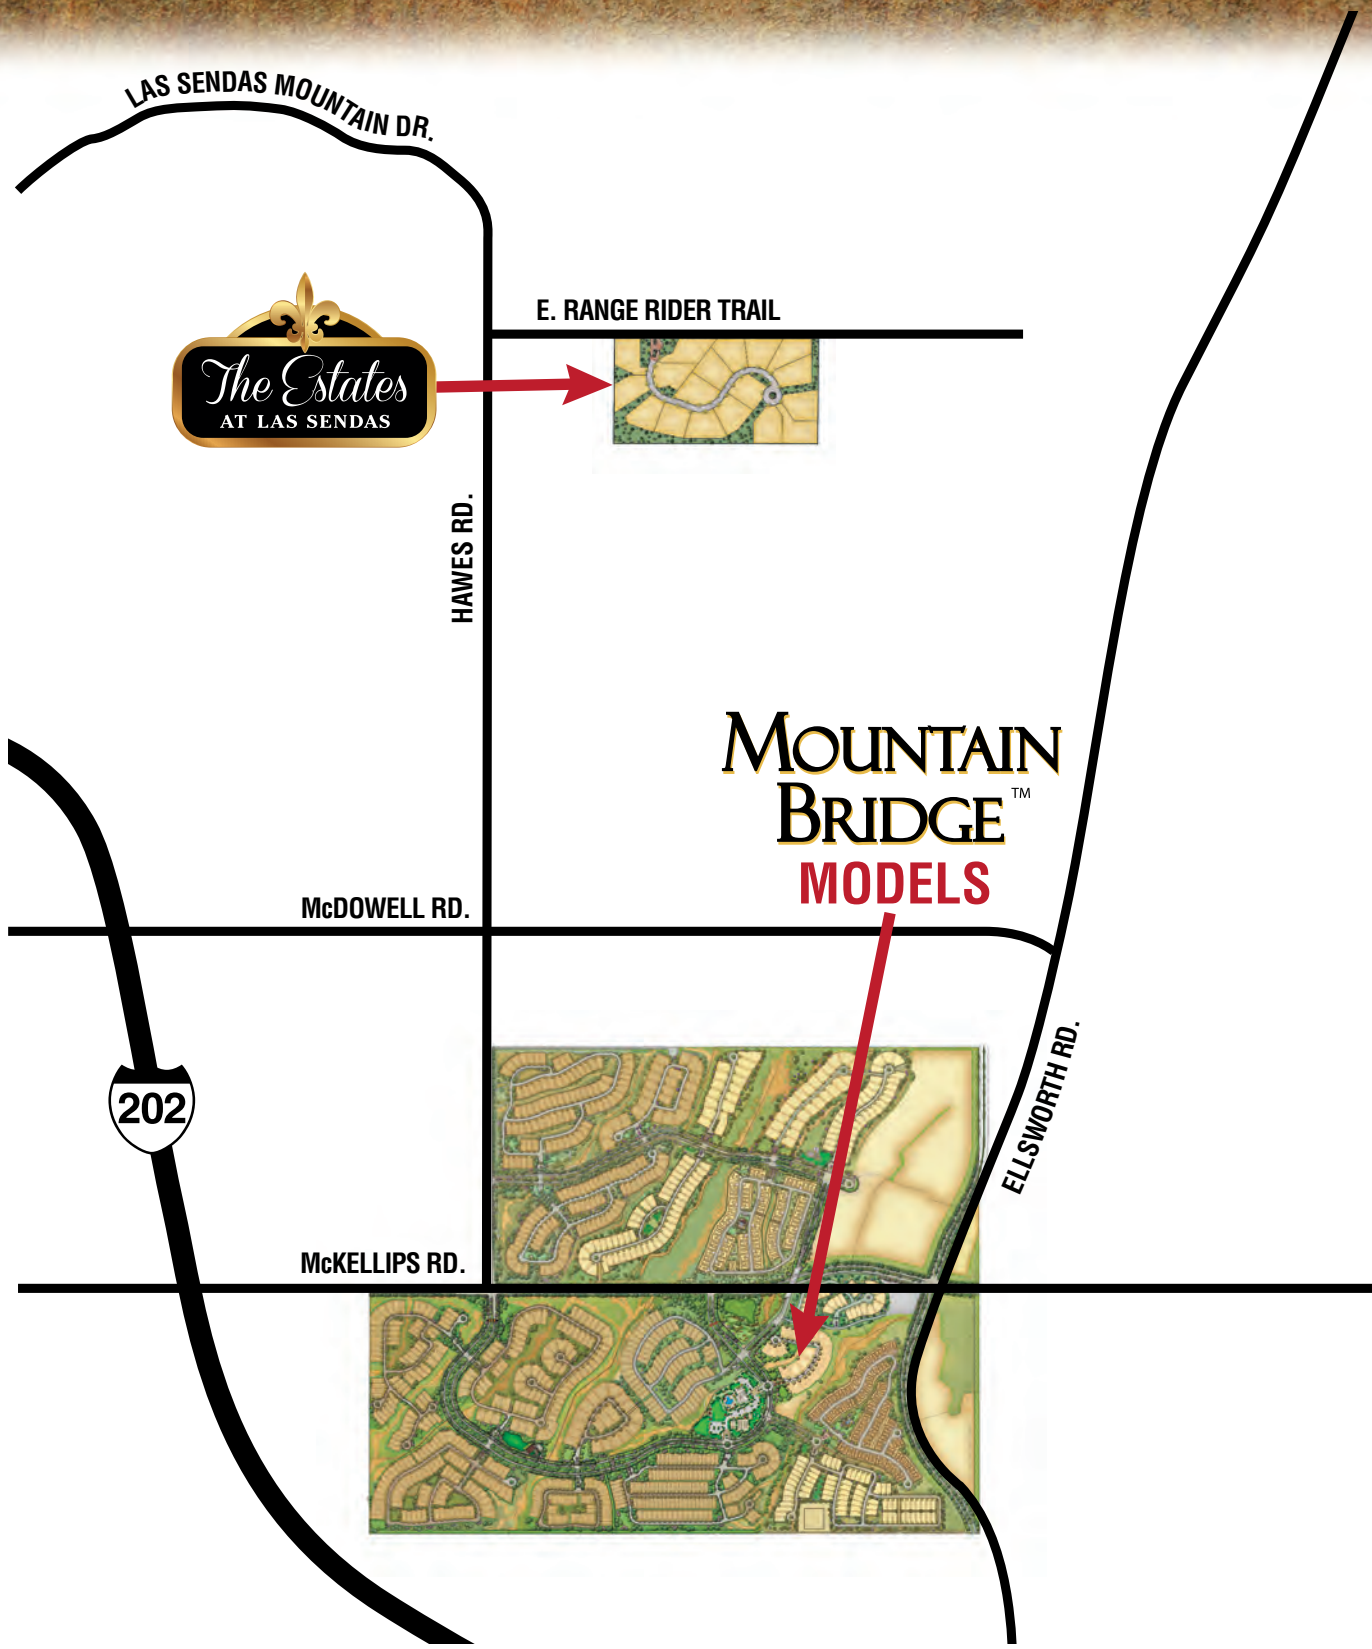 LAS SENDAS MOUNTAIN DR.
E. RANGE RIDER TRAIL
The Estates
AT LAS SENDAS
HAWES RD.
MOUNTAIN
BRIDGE™
MODELS
McDOWELL RD.
ELLSWORTH RD.
202
McKELLIPS RD.